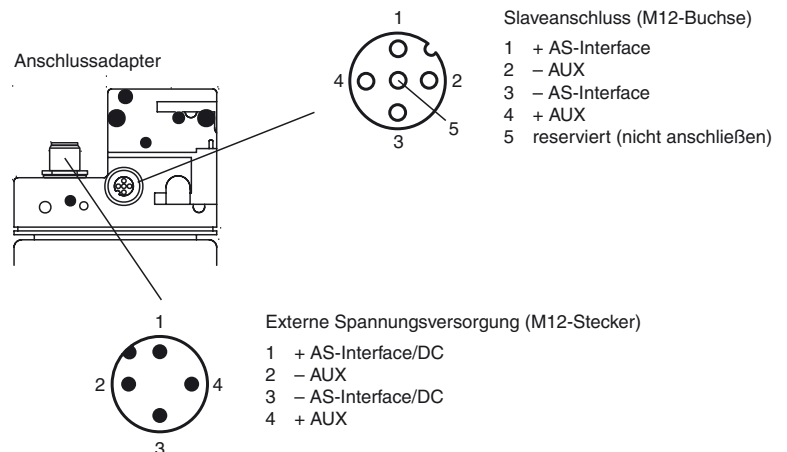 Anschlussadapter
1
4
2
5
3
Slaveanschluss (M12-Buchse)
1 + AS-Interface
2 – AUX
3 – AS-Interface
4 + AUX
5 reserviert (nicht anschließen)
1
2
4
3
Externe Spannungsversorgung (M12-Stecker)
1 + AS-Interface/DC
2 – AUX
3 – AS-Interface/DC
4 + AUX